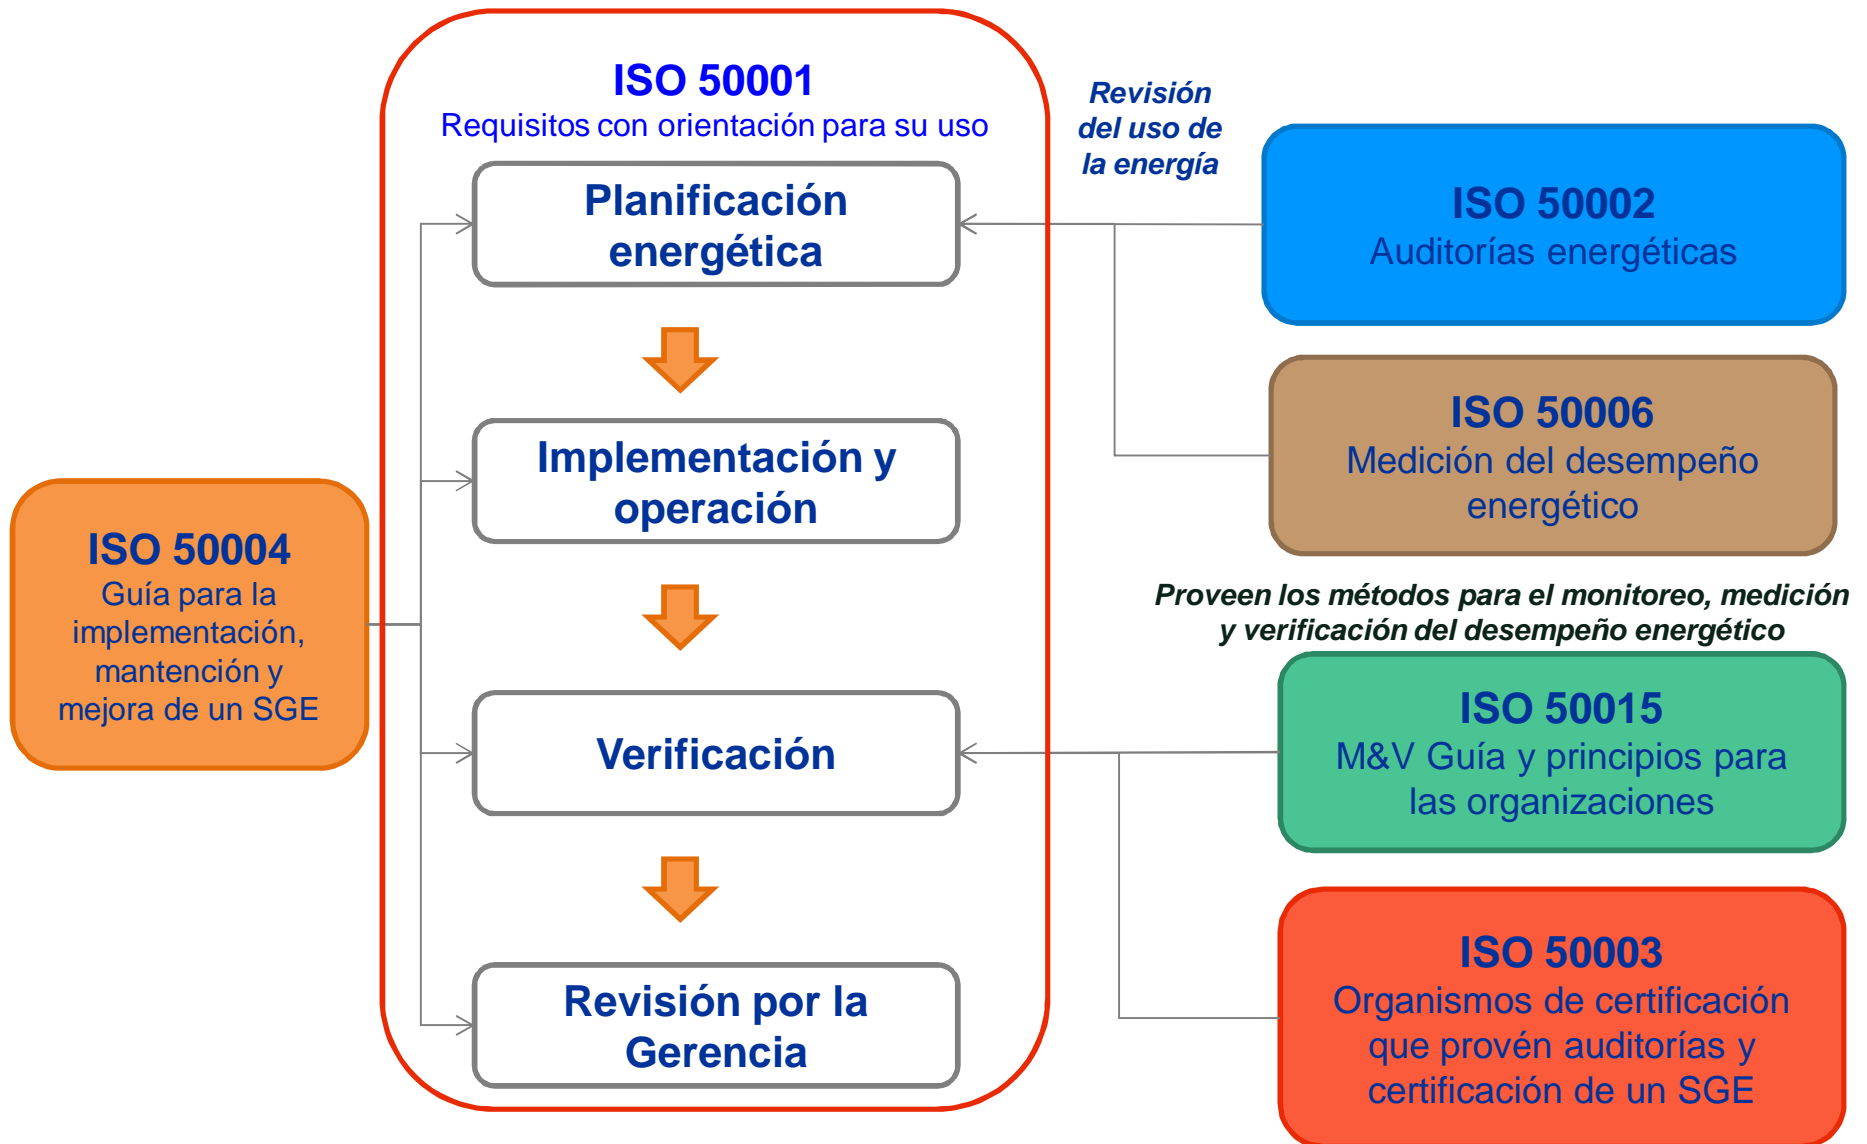 ISO 50001
Requisitos con orientación para su uso
Planificación
energética
Implementación y
operación
Verificación
Revisión por la
Gerencia
ISO 50004
Guía para la
implementación,
mantención y
mejora de un SGE
Revisión
del uso de
la energía
ISO 50002
Auditorías energéticas
ISO 50006
Medición del desempeño
energético
Proveen los métodos para el monitoreo, medición
y verificación del desempeño energético
ISO 50015
M&V Guía y principios para
las organizaciones
ISO 50003
Organismos de certificación
que provén auditorías y
certificación de un SGE